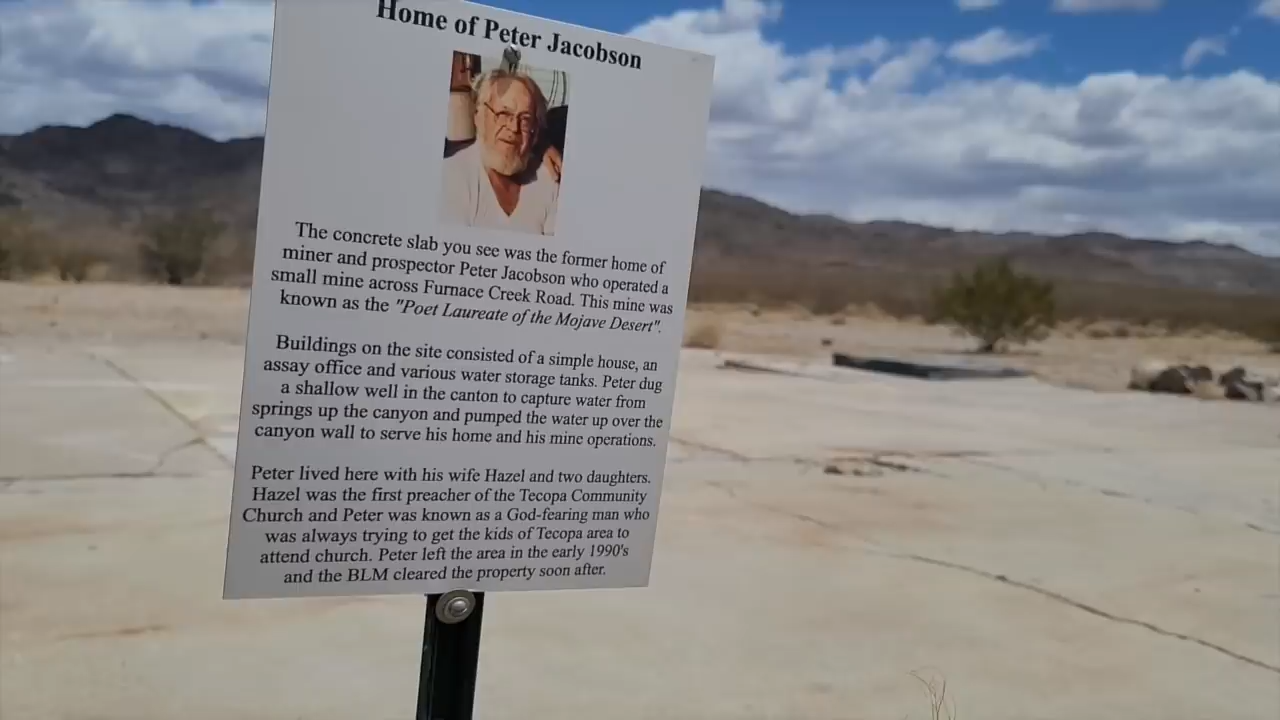 Home of Peter Jacobson
The concrete slab you see was the former home of
miner and prospector Peter Jacobson who operated a
small mine across Furnace Creek Road. This mine was
known as the "Poet Laureate of the Mojave Desert".
Buildings on the site consisted of a simple house, an
assay office and various water storage tanks. Peter dug
a shallow well in the canton to capture water from
springs up the canyon and pumped the water up over the
canyon wall to serve his home and his mine operations.
Peter lived here with his wife Hazel and two daughters.
Hazel was the first preacher of the Tecopa Community
Church and Peter was known as a God-fearing man who
was always trying to get the kids of Tecopa area to
attend church. Peter left the area in the early 1990's
and the BLM cleared the property soon after.